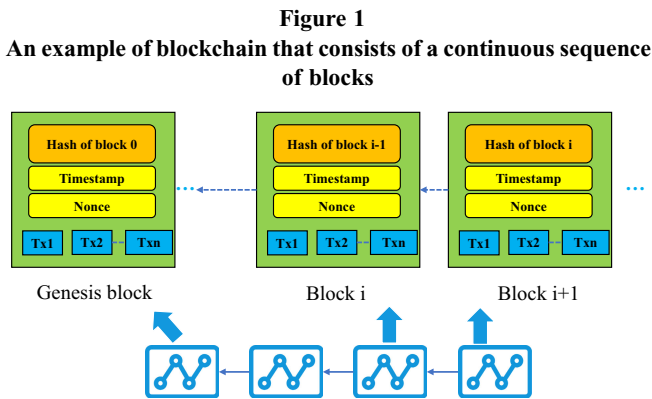 Figure 1
An example of blockchain that consists of a continuous sequence
of blocks
Hash of block 0
Timestamp
Nonce
Tx1 Tx2 Txn
Genesis block
...
Hash of block i-1
Timestamp
Nonce
Tx1 Tx2 Txn
Block i
Hash of block i
Timestamp
Nonce
Tx1 Tx2 Txn
Block i+1
...